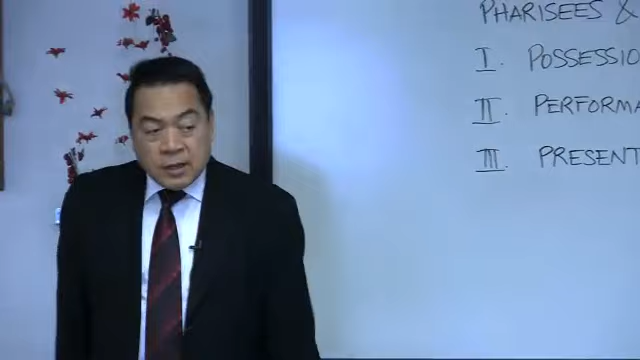 PHARISEES &
I. POSSESSIO
II. PERFORMA
III. PRESENT